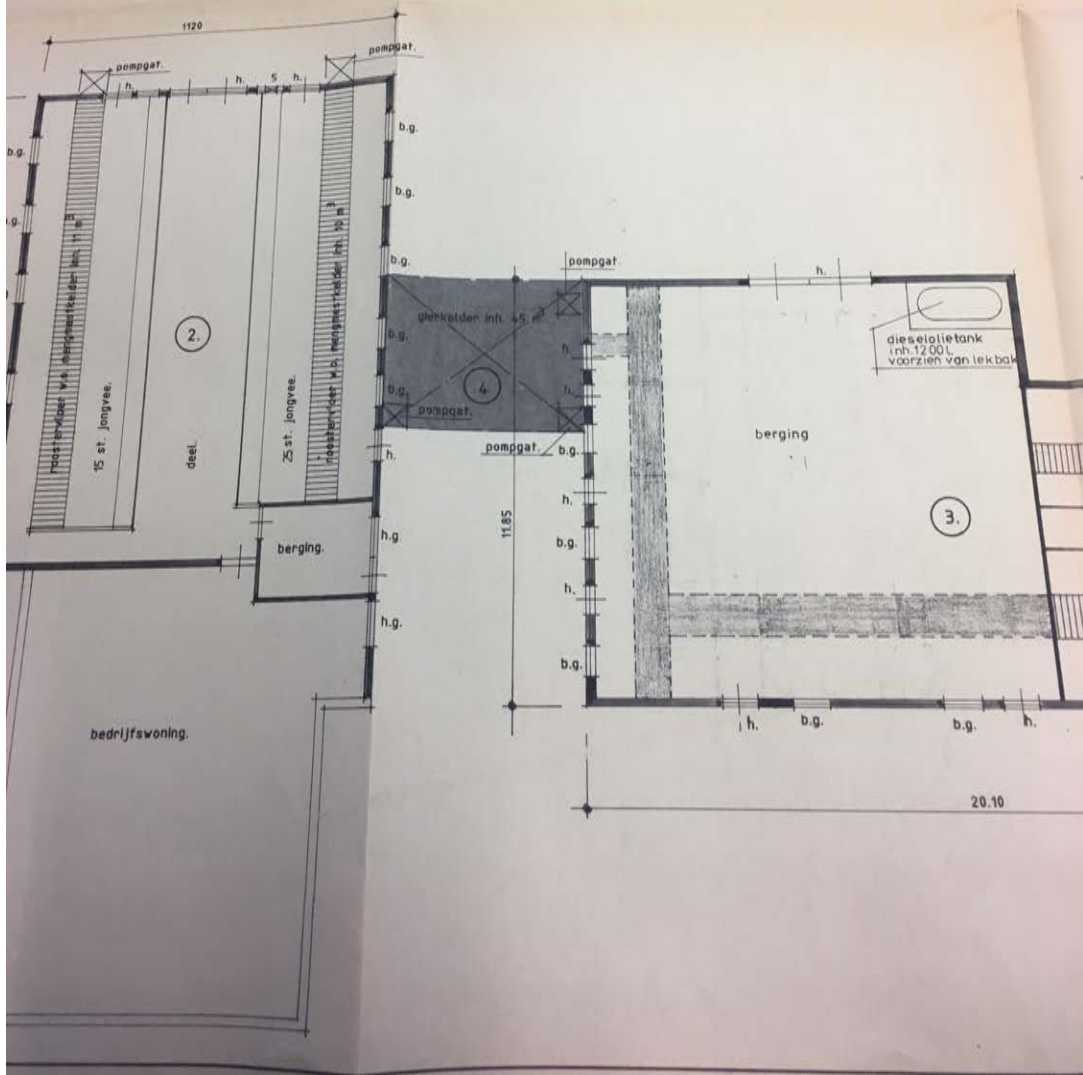 1120
pompgat.
pompgat.
h.
h.
S
h.
b.g.
b.g.
b.g.
b.g.
b.g.
roostervloer w.o. mengmestkelder inh. 11 m³
15 st. jongvee.
2.
deel.
25 st. jongvee.
roostervloer w.o. mengmestkelder inh. 10 m³
pompgat.
gierkelder inh. 45 m³
b.g.
b.g.
4
pompgat.
pompgat.
h.
h.
h.
b.g.
h.
b.g.
h.
b.g.
h.
dieselolietank
inh.1200l.
voorzien van lekbak
berging
3.
11.85
berging.
h.g.
h.g.
bedrijfswoning.
h.
b.g.
b.g.
h.
20.10